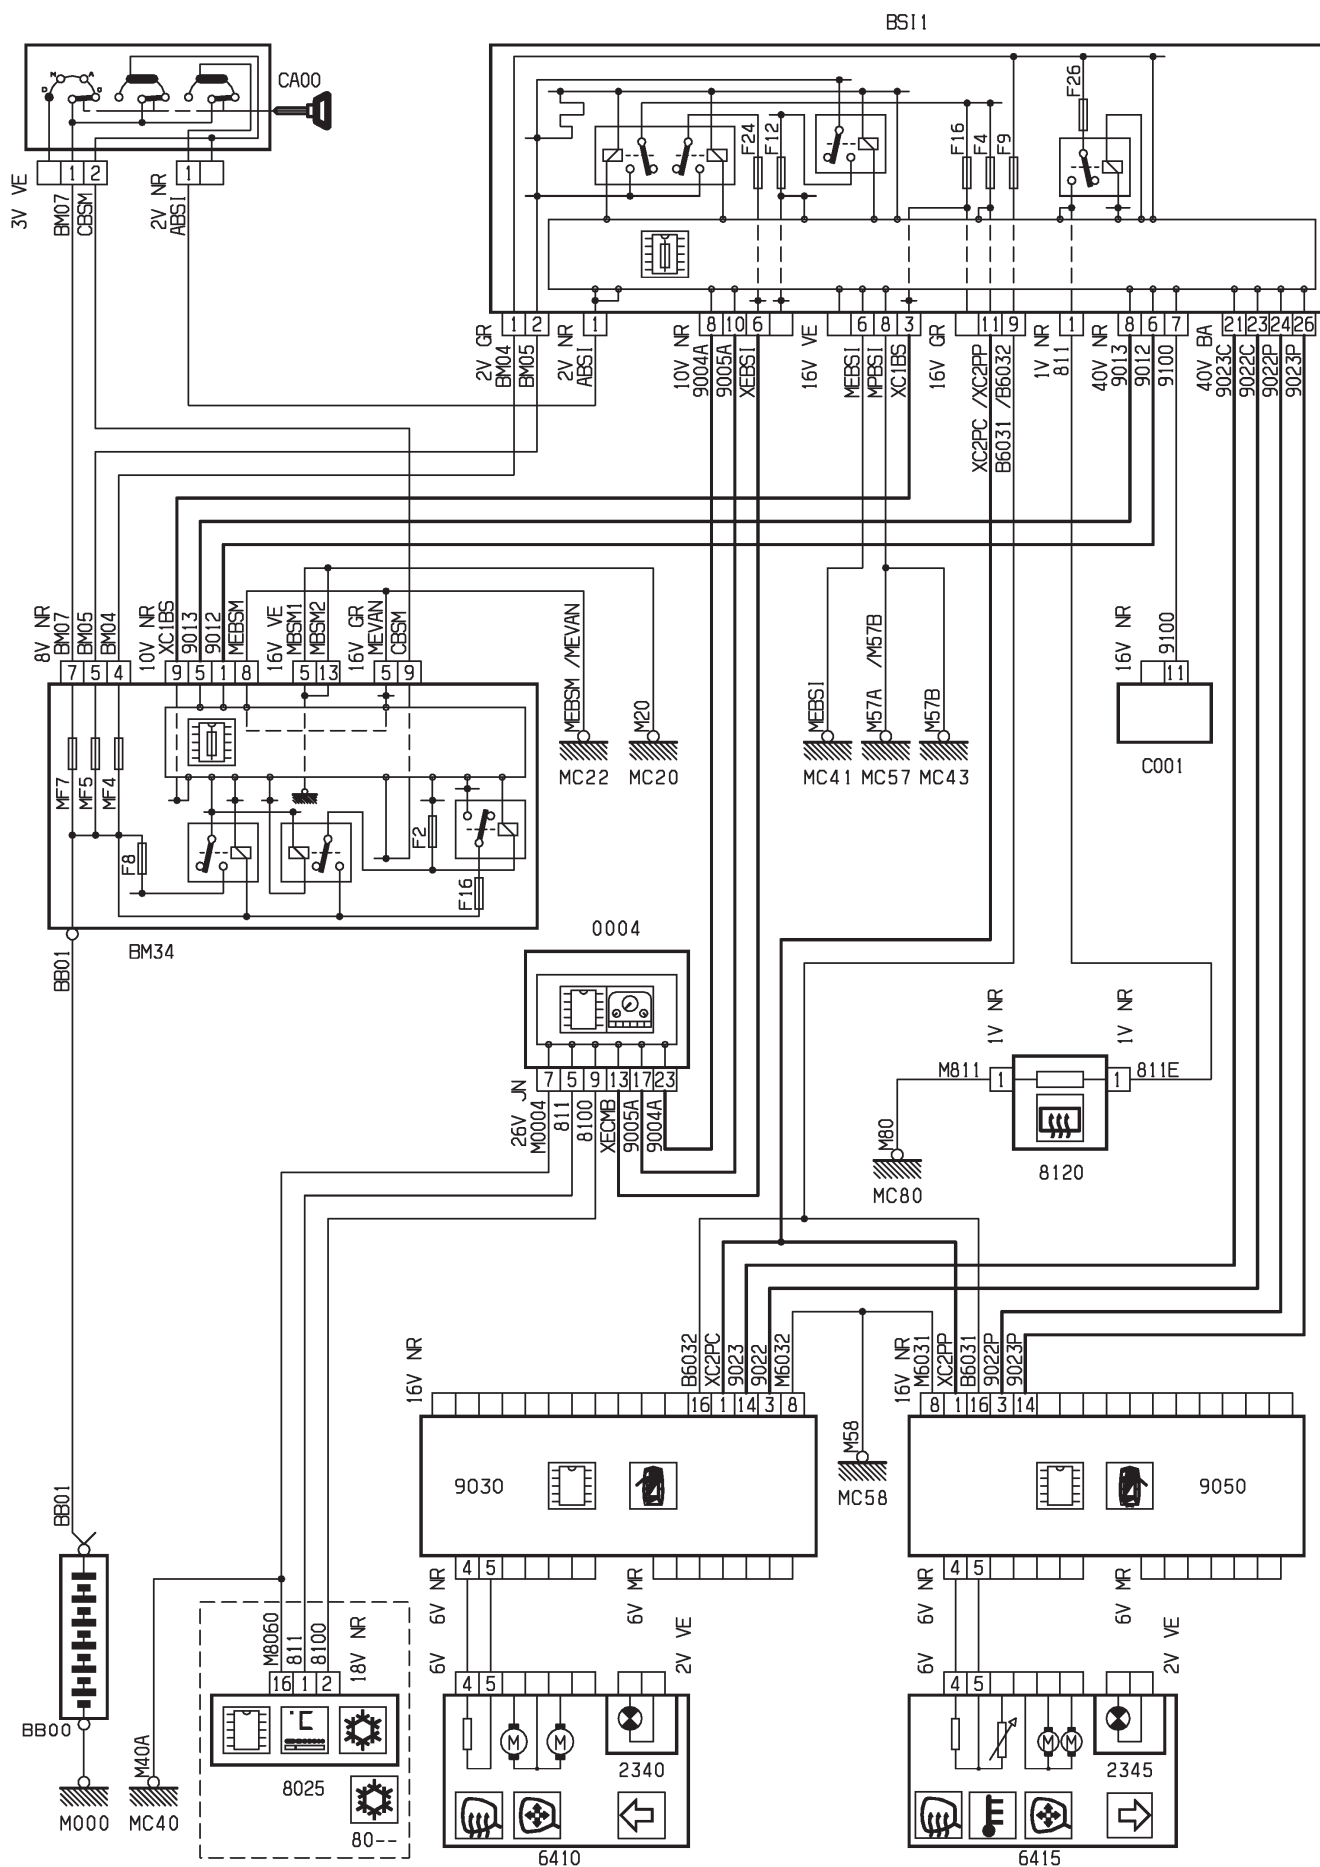 BSI1
N A
D D
CA00
F26
F24
F12
F16
F4
F9
1 2
1
3V VE
BM07
CBSM
2V NR
ABSI
1 2
1
8 10 6
6 8 3
11 9
1
8 6 7
21 23 24 26
2V GR
BM04
BM05
2V NR
ABSI
10V NR
9004A
9005A
XEBSI
16V VE
MEBSI
MPBSI
XC1BS
16V GR
XC2PC /XC2PP
B6031 /B6032
1V NR
811
40V NR
9013
9012
9100
40V BA
9023C
9022C
9022P
9023P
8V NR
BM07
BM05
BM04
10V NR
XC1BS
9013
9012
MEBSM
16V VE
MBSM1
MBSM2
16V GR
MEVAN
CBSM
7 5 4
9 5 1 8
5 13
5 9
MEBSM /MEVAN
M20
MC22
MC20
MEBSI
M57A /M57B
M57B
MC41
MC57
MC43
16V NR
9100
11
C001
MF7
MF5
MF4
F8
F2
F16
BM34
BB01
0004
7 5 9 13 17 23
26V JN
M0004
811
8100
XECMB
9005A
9004A
1V NR
1V NR
M811
1
1
811E
M80
MC80
8120
16V NR
B6032
XC2PC
9023
9022
M6032
16V NR
M6031
XC2PP
B6031
9022P
9023P
16 1 14 3 8
8 1 16 3 14
9030
M58
MC58
9050
BB01
4 5
4 5
6V NR
6V MR
6V NR
6V MR
6V
2V VE
6V
2V VE
M8060
811
8100
18V NR
16 1 2
4 5
4 5
°C
M M
M M
BB00
M40A
8025
2340
2345
M000
MC40
80--
6410
6415